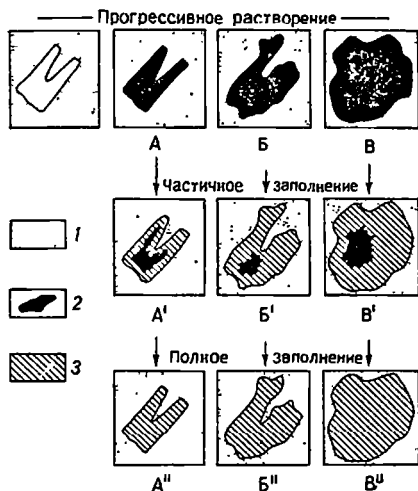 Прогрессивное растворение
А Б В
Частичное заполнение
1
2
А' Б' В'
3
Полное заполнение
А" Б" В"